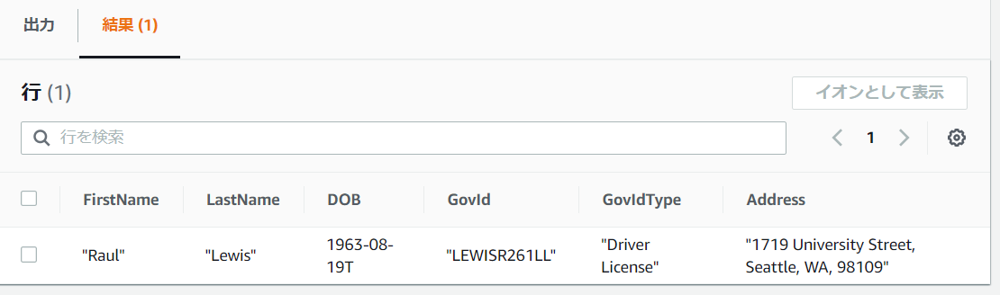 出力 結果 (1)
行 (1) イオンとして表示
行を検索 1
FirstName LastName DOB GovId GovIdType Address
"Raul" "Lewis" 1963-08-19T "LEWISR261LL" "Driver License" "1719 University Street, Seattle, WA, 98109"